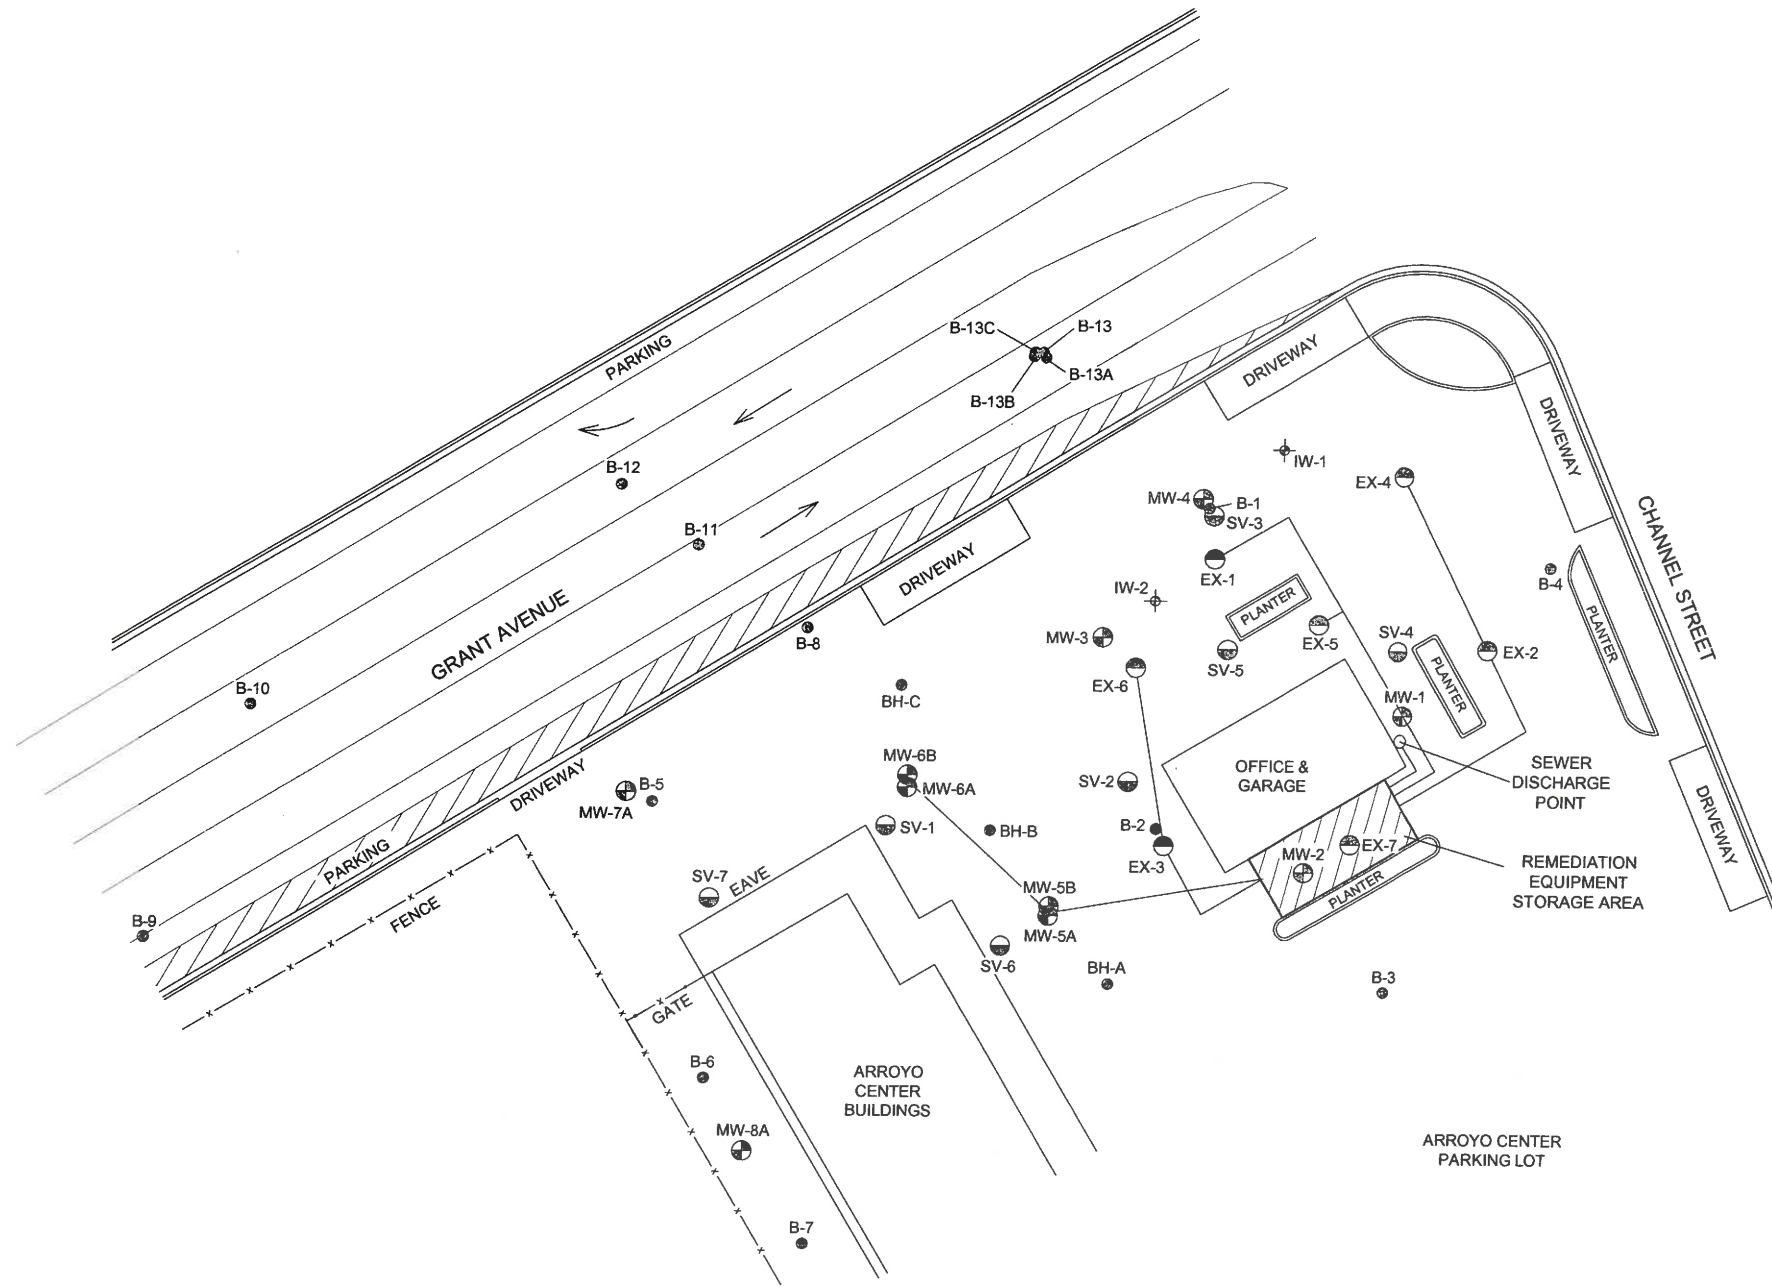 PARKING
B-13C
B-13
B-13A
B-13B
DRIVEWAY
DRIVEWAY
B-12
IW-1
EX-4
MW-4
B-1
SV-3
CHANNEL STREET
B-11
DRIVEWAY
EX-1
B-4
IW-2
PLANTER
GRANT AVENUE
MW-3
B-8
SV-5
EX-5
SV-4
PLANTER
EX-2
PLANTER
EX-6
B-10
BH-C
MW-1
MW-6B
MW-6A
OFFICE &
GARAGE
SEWER
DISCHARGE
POINT
SV-2
DRIVEWAY
B-5
MW-7A
DRIVEWAY
SV-1
BH-B
B-2
EX-3
MW-2
EX-7
PARKING
REMEDIATION
EQUIPMENT
STORAGE AREA
SV-7
EAVE
MW-5B
MW-5A
PLANTER
FENCE
B-9
SV-6
BH-A
B-3
GATE
B-6
ARROYO
CENTER
BUILDINGS
MW-8A
ARROYO CENTER
PARKING LOT
B-7